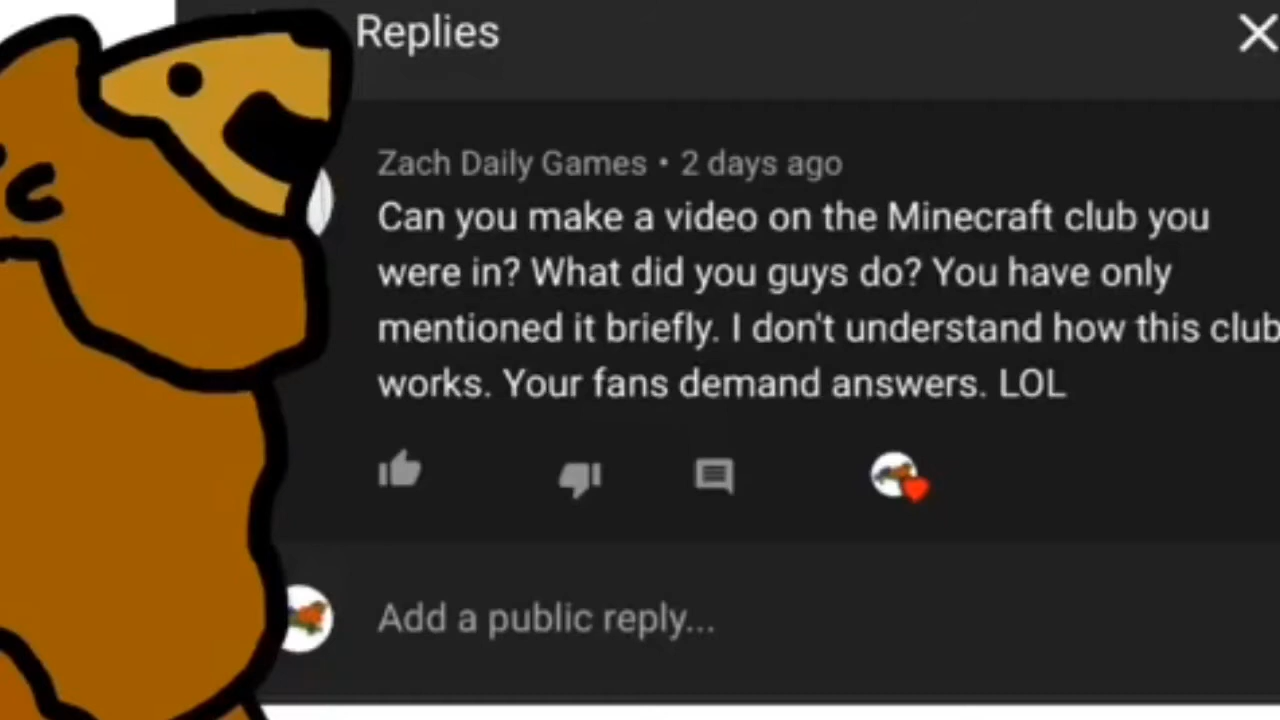 Replies
Zach Daily Games • 2 days ago
Can you make a video on the Minecraft club you
were in? What did you guys do? You have only
mentioned it briefly. I don't understand how this club
works. Your fans demand answers. LOL
Add a public reply...